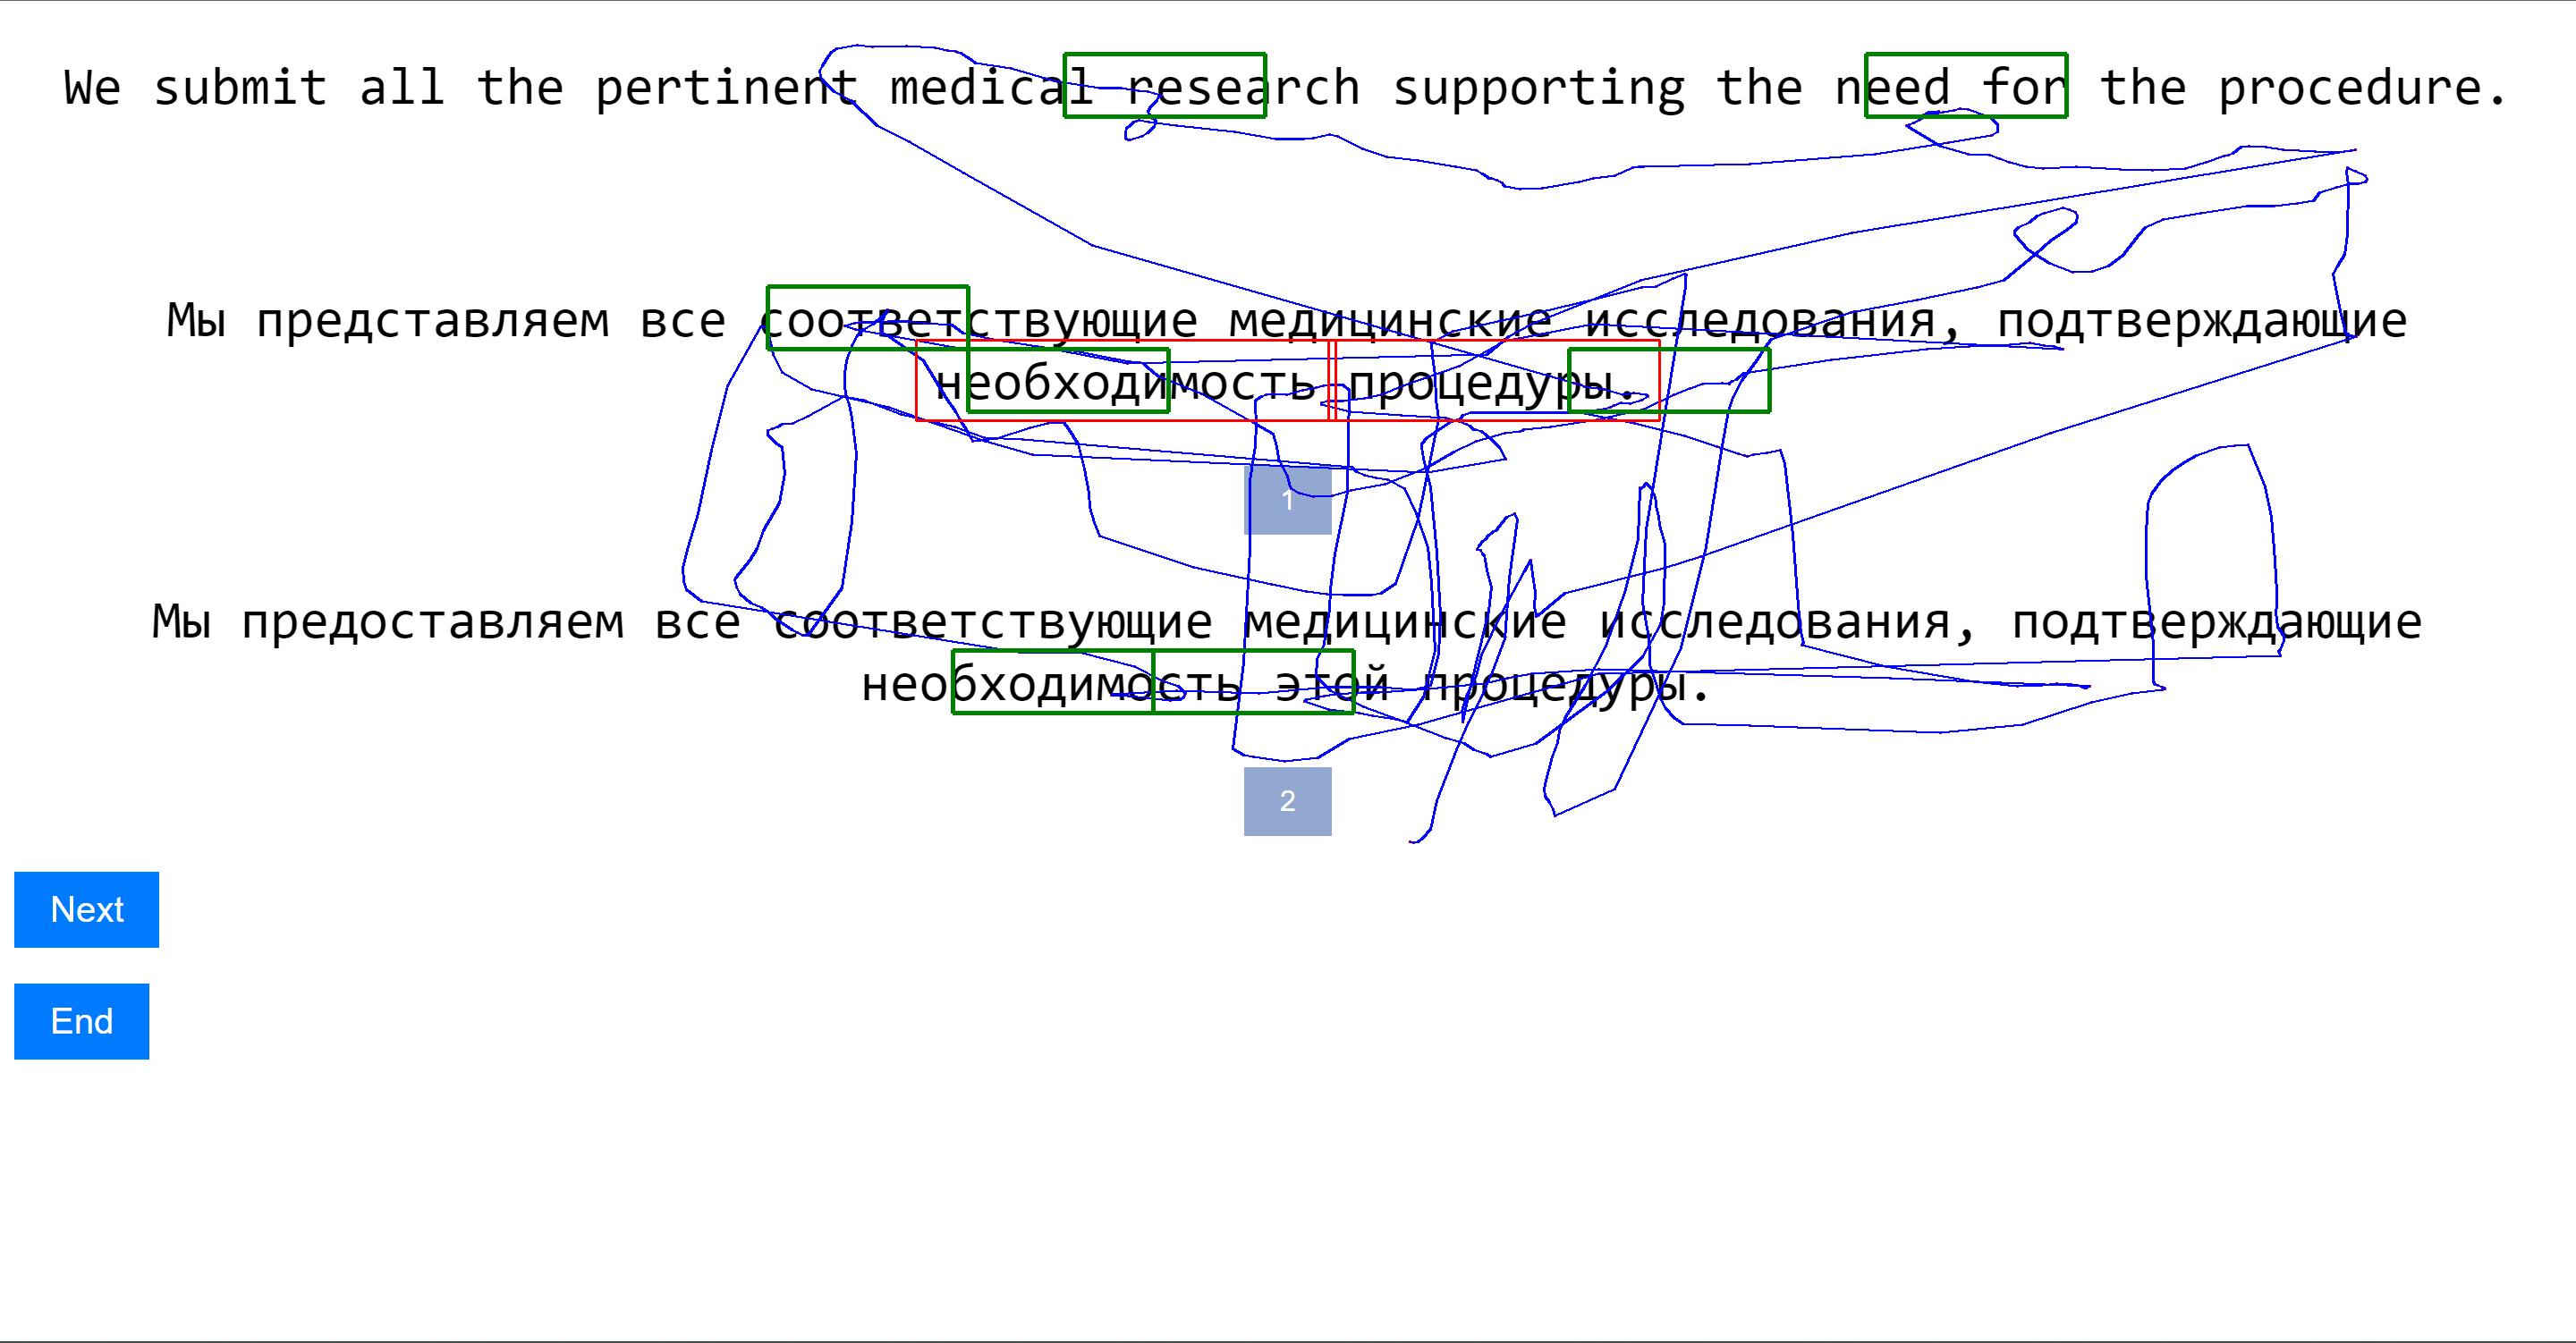 We submit all the pertinent medical research supporting the need for the procedure.
Мы представляем все соответствующие медицинские исследования, подтверждающие
необходимость процедуры.
1
Мы предоставляем все соответствующие медицинские исследования, подтверждающие
необходимость этой процедуры.
2
Next
End